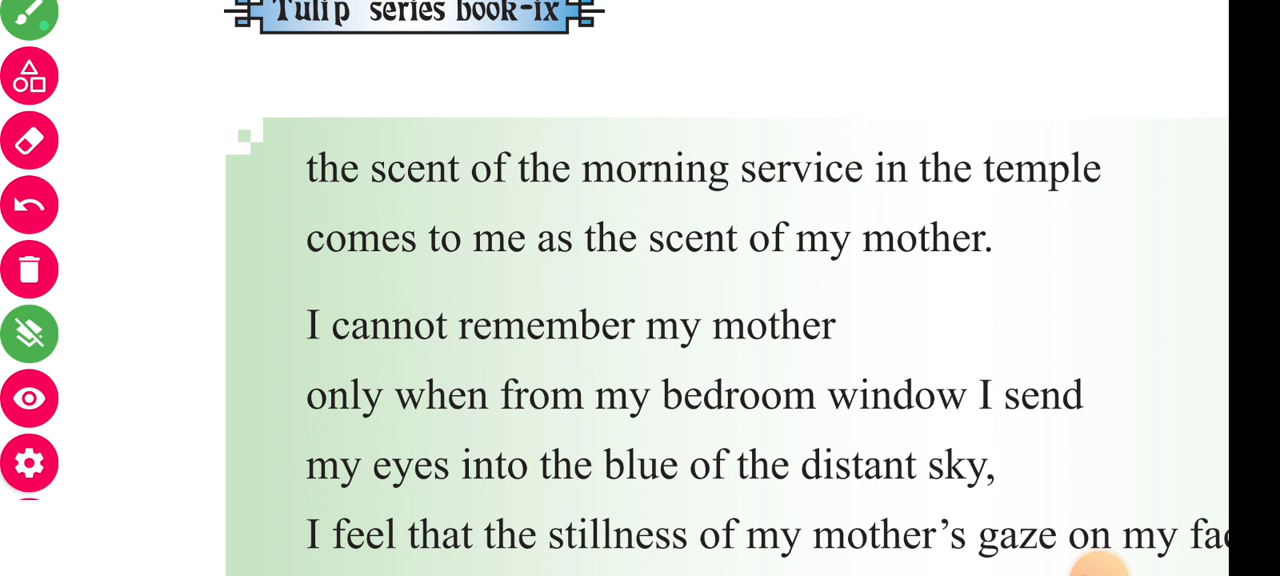 Tulip series book-ix
the scent of the morning service in the temple
comes to me as the scent of my mother.
I cannot remember my mother
only when from my bedroom window I send
my eyes into the blue of the distant sky,
I feel that the stillness of my mother's gaze on my